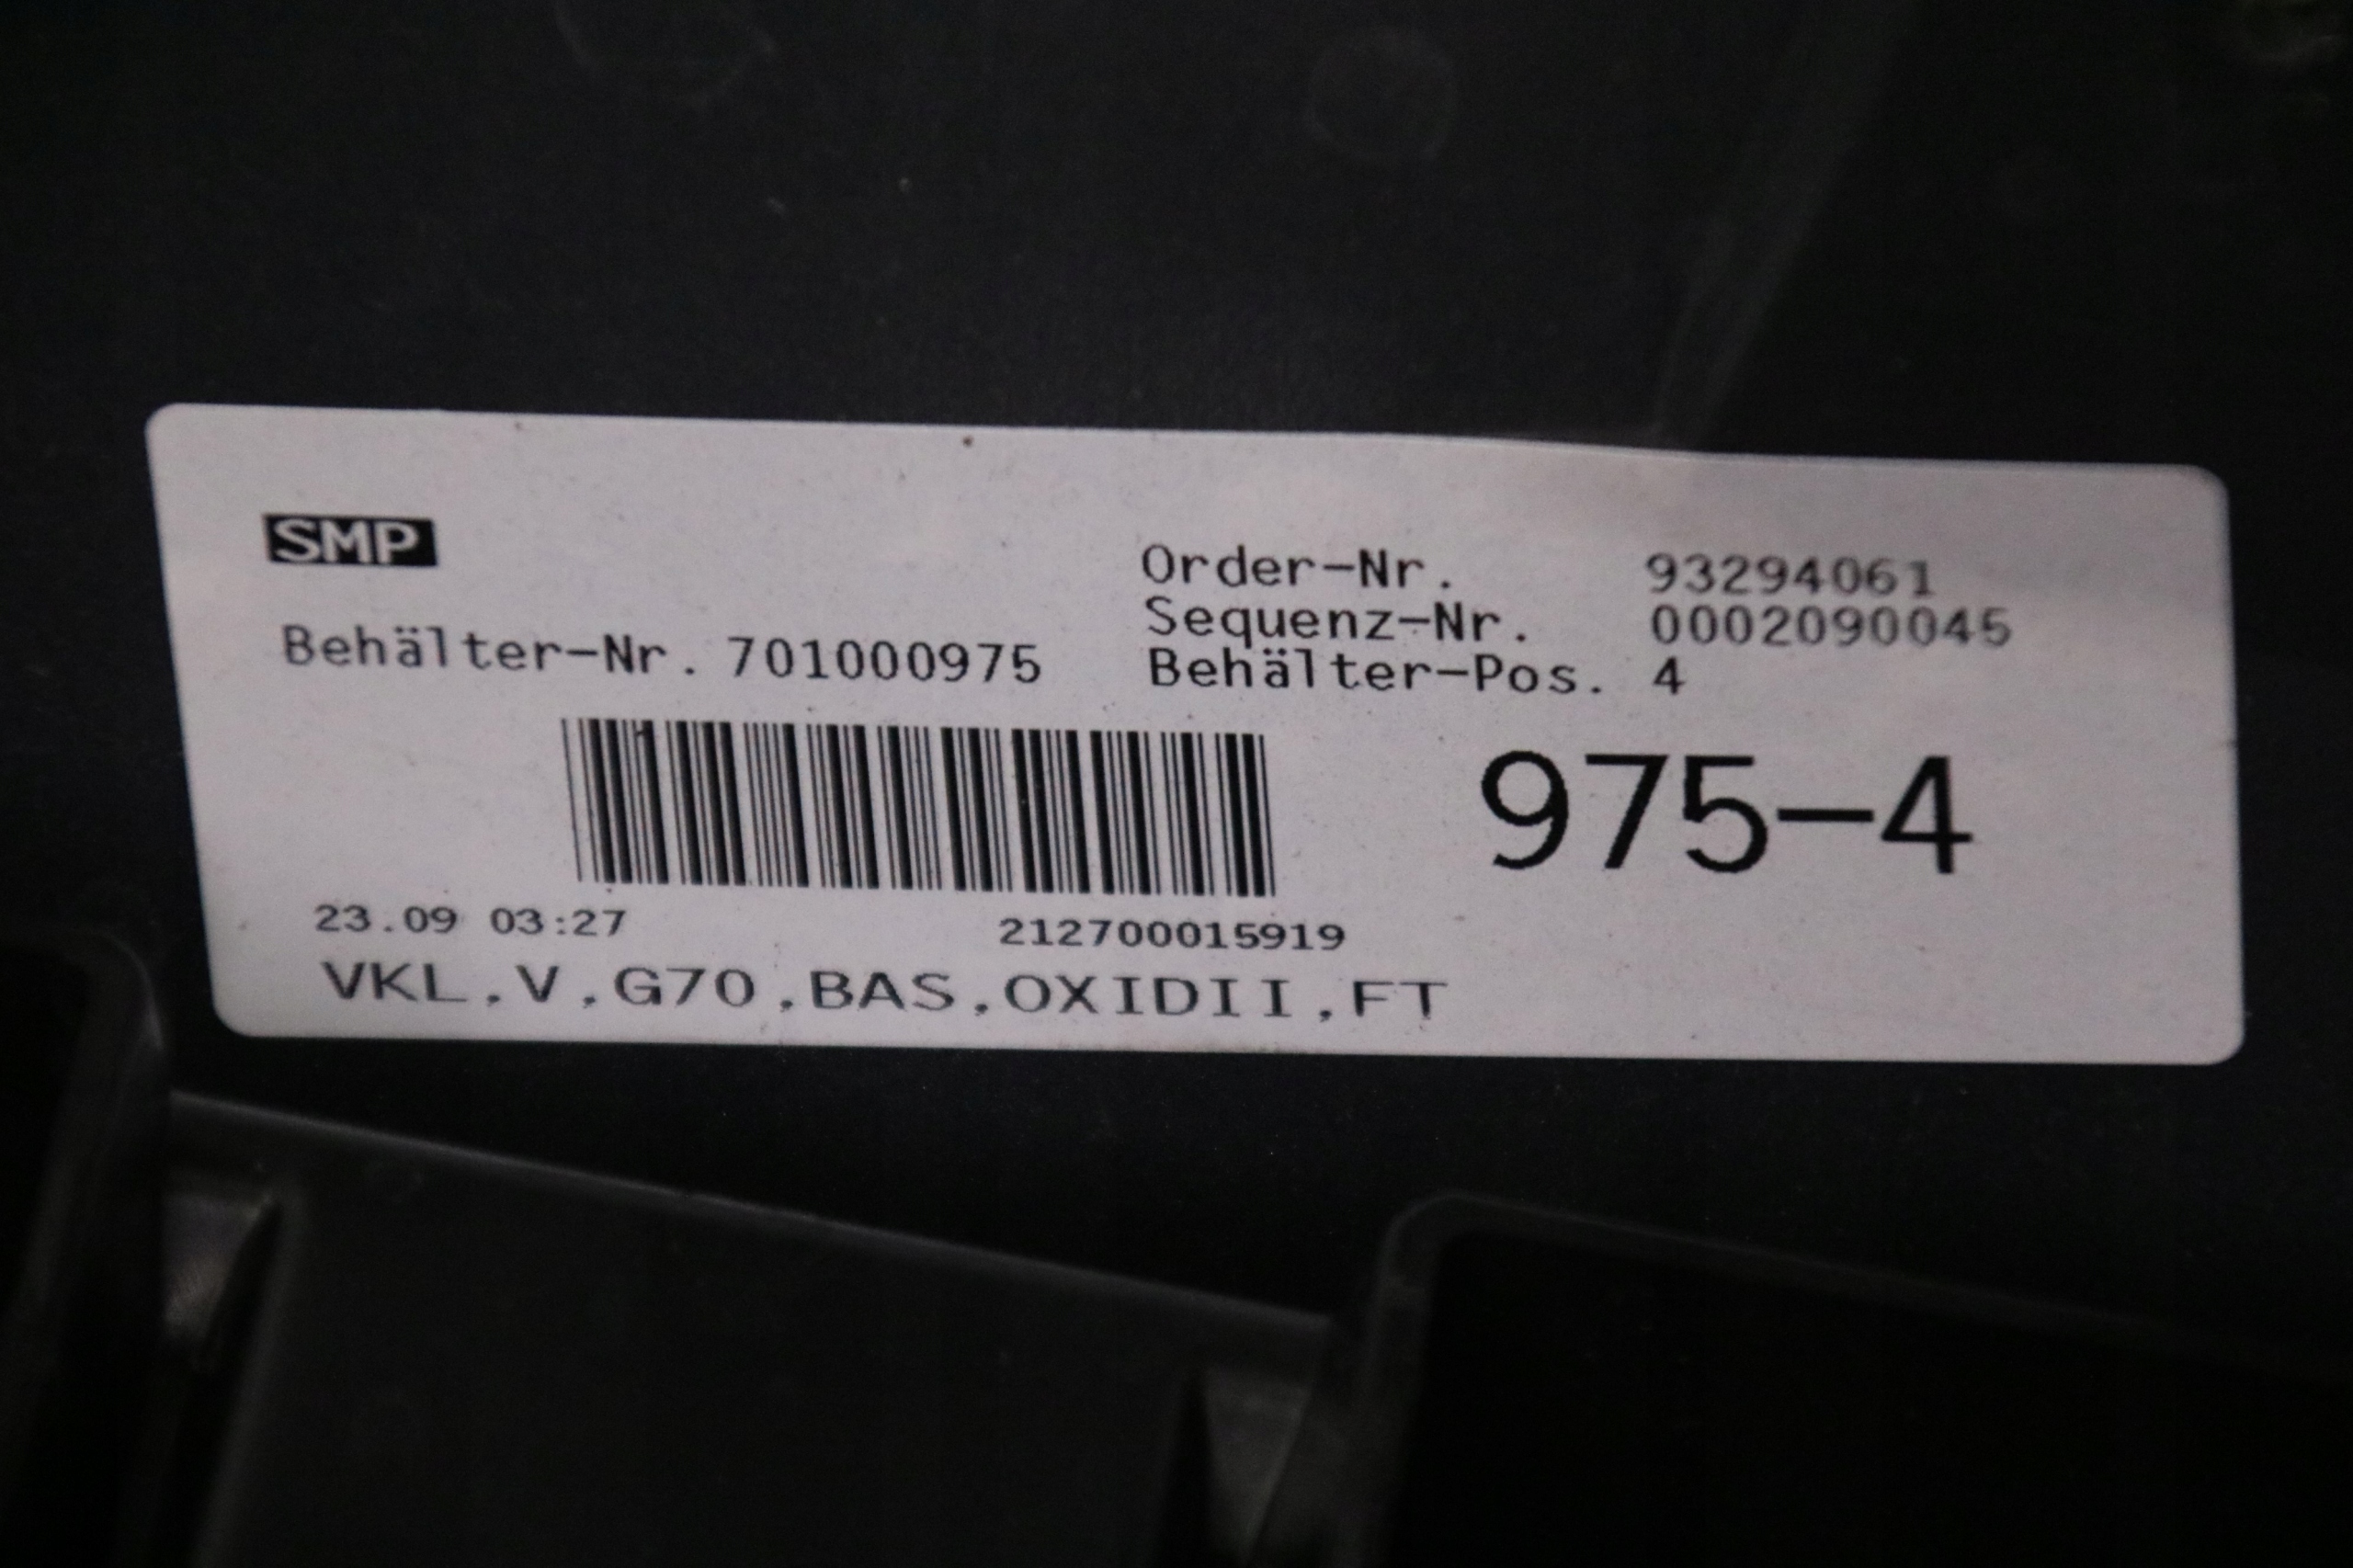 SMP
Order-Nr. 93294061
Sequenz-Nr. 0002090045
Behälter-Nr. 701000975
Behälter-Pos. 4
975-4
23.09 03:27 212700015919
VKL,V,G70,BAS,OXIDII,FT